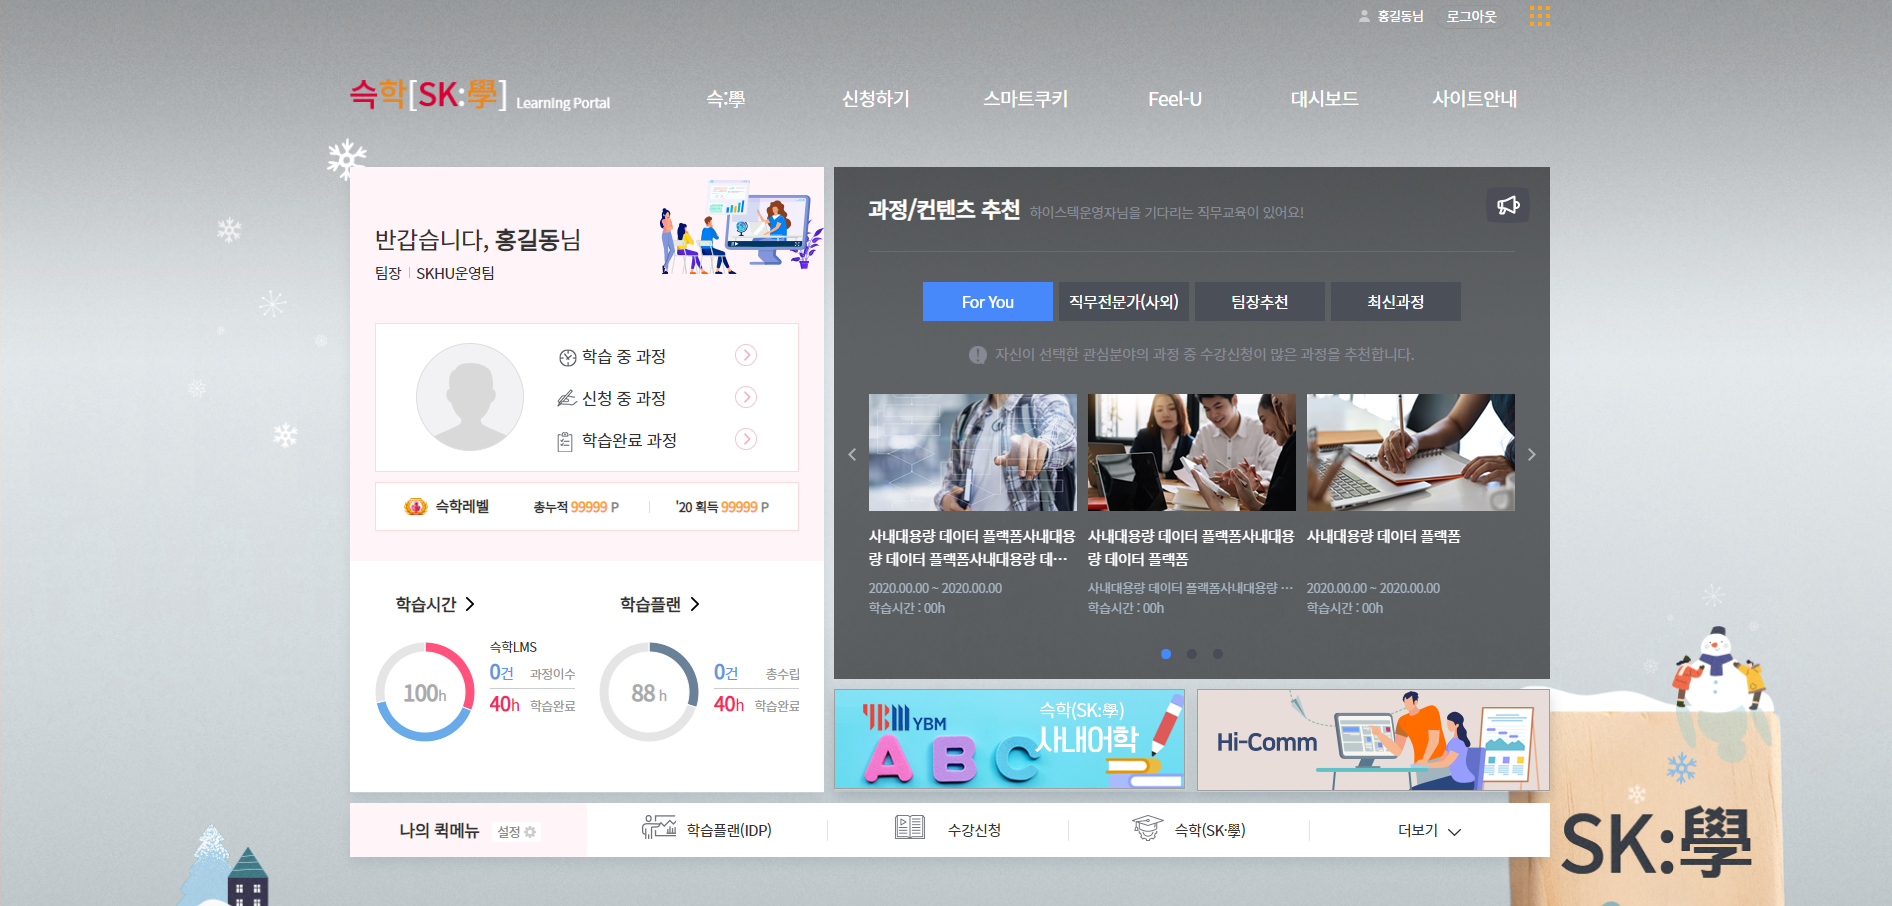 홍길동님 로그아웃
슥학[SK:學] Learning Portal
슥:學 신청하기 스마트쿠키 Feel-U 대시보드 사이트안내
반갑습니다, 홍길동님
팀장 SKHU운영팀
학습 중 과정
신청 중 과정
학습완료 과정
슥학레벨 총누적 99999 P '20 획득 99999 P
학습시간
100h
슥학LMS
0건 과정이수
40h 학습완료
학습플랜
88 h
0건 총수립
40h 학습완료
과정/컨텐츠 추천 하이스텍운영자님을 기다리는 직무교육이 있어요!
For You 직무전문가(사외) 팀장추천 최신과정
자신이 선택한 관심분야의 과정 중 수강신청이 많은 과정을 추천합니다.
사내대용량 데이터 플랫폼사내대용
량 데이터 플랫폼사내대용량 데···
2020.00.00 ~ 2020.00.00
학습시간 : 00h
사내대용량 데이터 플랫폼사내대용
량 데이터 플랫폼
사내대용량 데이터 플랫폼사내대용량 ···
학습시간 : 00h
사내대용량 데이터 플랫폼
2020.00.00 ~ 2020.00.00
학습시간 : 00h
YBM YBM
슥학(SK:學)
사내어학
A B C
Hi-Comm
나의 퀵메뉴 설정 학습플랜(IDP) 수강신청 슥학(SK·學) 더보기
SK:學